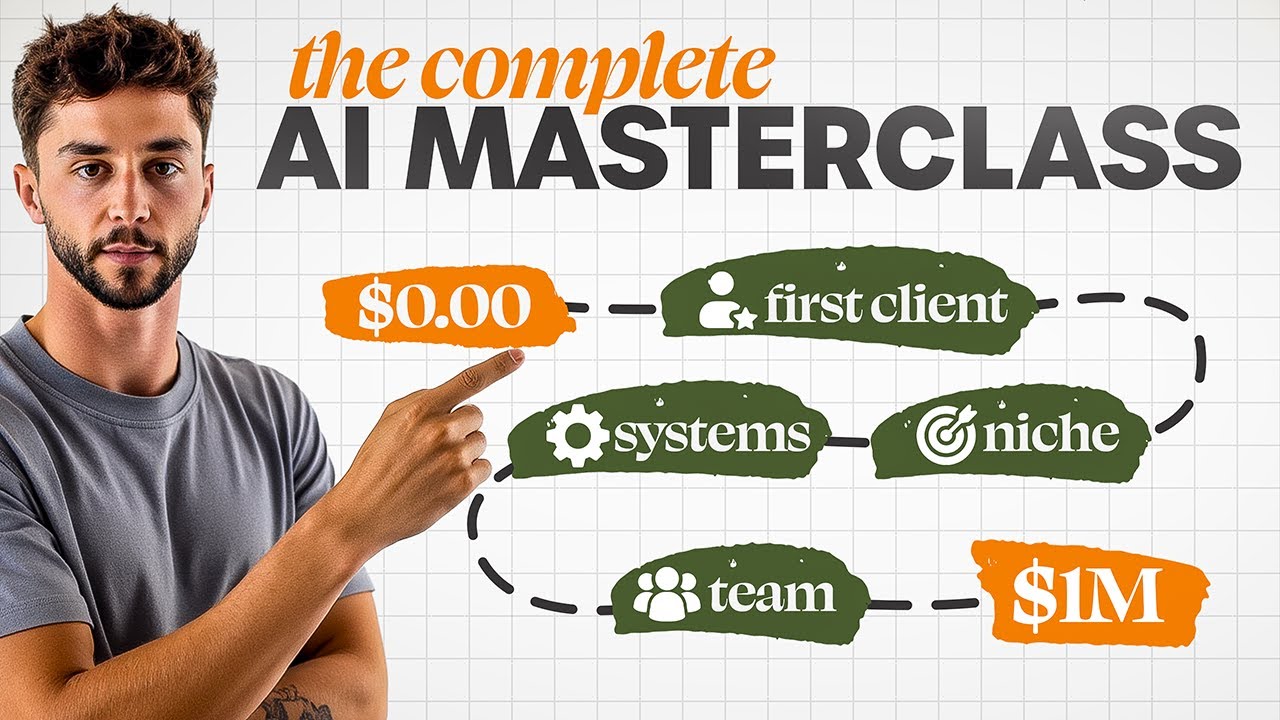 the complete
AI MASTERCLASS
$0.00
first client
niche
systems
team
$1M